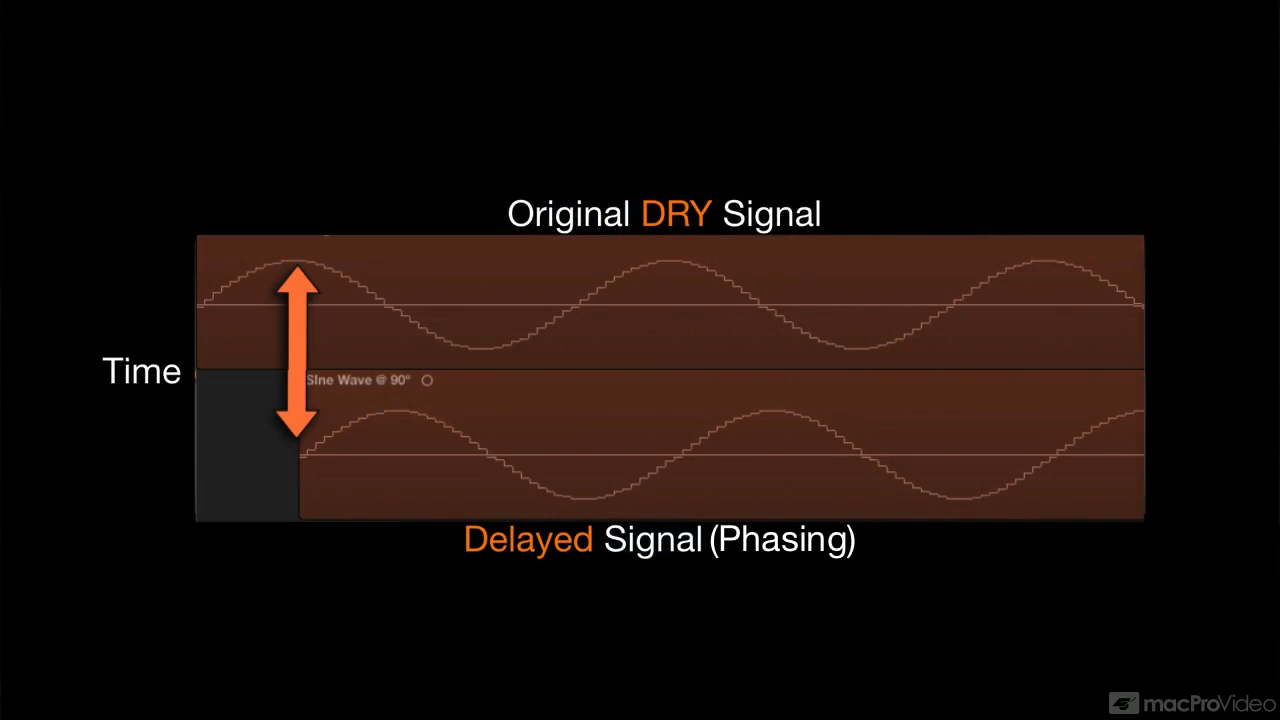 Original DRY Signal
Time
SIne Wave @ 90°
Delayed Signal (Phasing)
macProVideo